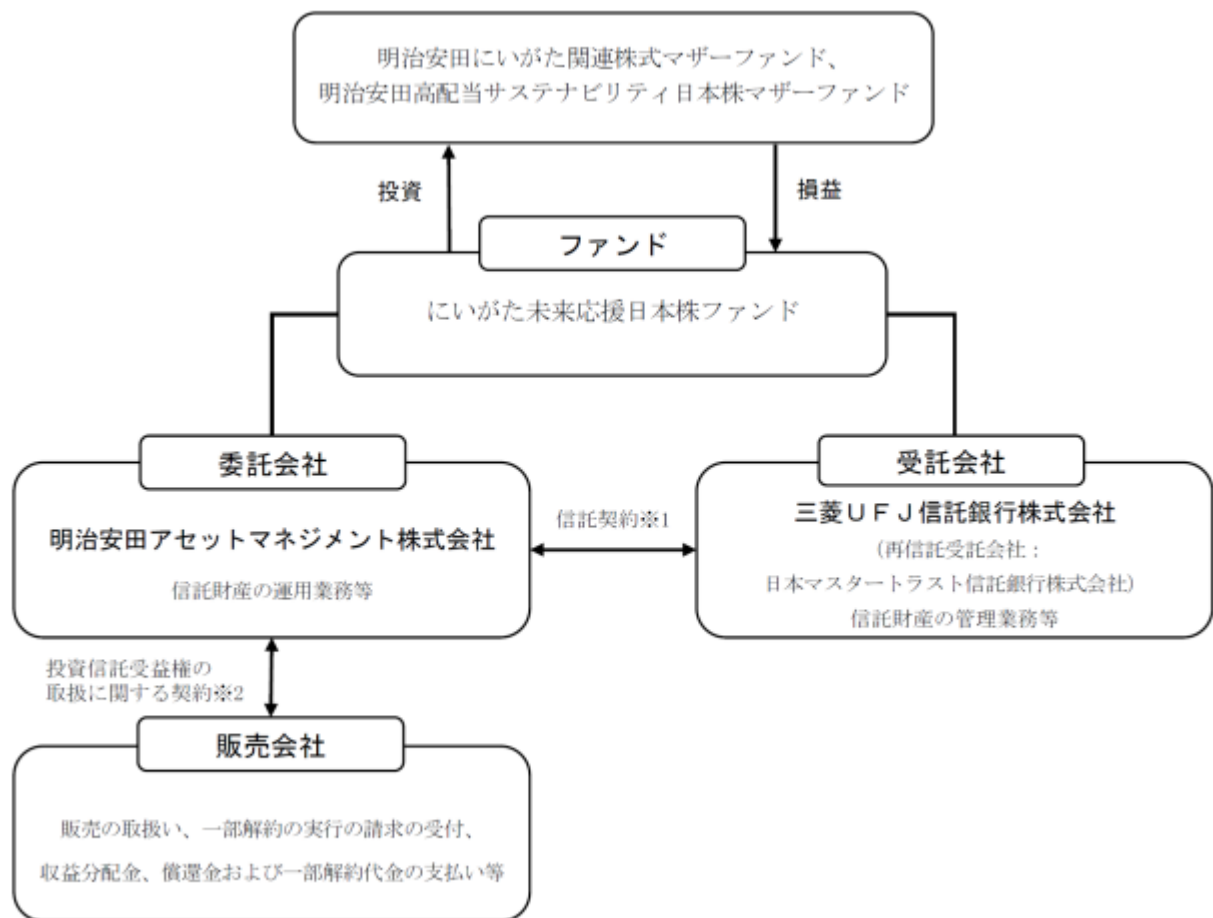 明治安田にいがた関連株式マザーファンド、
明治安田高配当サステナビリティ日本株マザーファンド
投資
損益
ファンド
にいがた未来応援日本株ファンド
委託会社
明治安田アセットマネジメント株式会社
信託財産の運用業務等
信託契約※1
受託会社
三菱ＵＦＪ信託銀行株式会社
（再信託受託会社：
日本マスタートラスト信託銀行株式会社）
信託財産の管理業務等
投資信託受益権の
取扱に関する契約※2
販売会社
販売の取扱い、一部解約の実行の請求の受付、
収益分配金、償還金および一部解約代金の支払い等